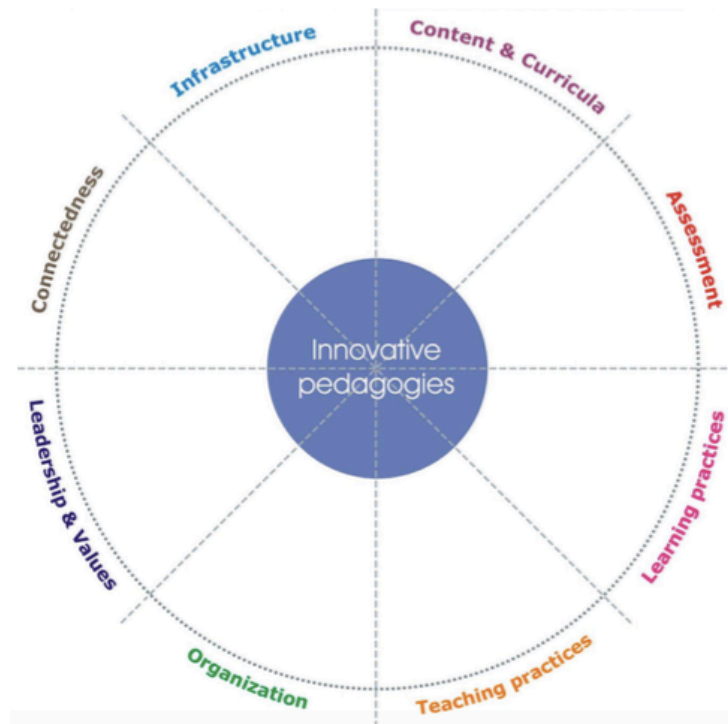 Infrastructure
Content & Curricula
Connectedness
Assessment
Innovative
pedagogies
Leadership & Values
Learning practices
Organization
Teaching practices